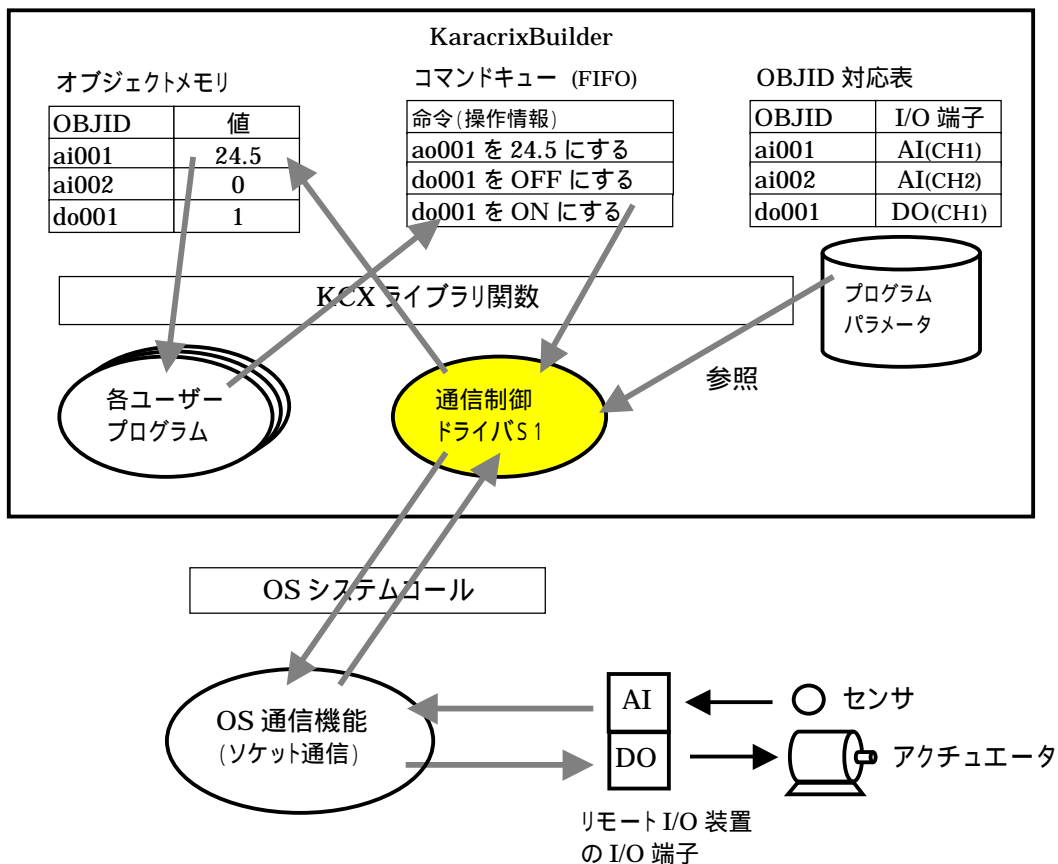 KaracrixBuilder
オブジェクトメモリ
OBJID 値
ai001 24.5
ai002 0
do001 1
コマンドキュー (FIFO)
命令(操作情報)
ao001 を 24.5 にする
do001 を OFF にする
do001 を ON にする
OBJID 対応表
OBJID I/O 端子
ai001 AI(CH1)
ai002 AI(CH2)
do001 DO(CH1)
KCX ライブラリ関数
プログラム
パラメータ
参照
各ユーザー
プログラム
通信制御
ドライバS1
OS システムコール
OS 通信機能
(ソケット通信)
AI
DO
センサ
アクチュエータ
リモート I/O 装置
の I/O 端子